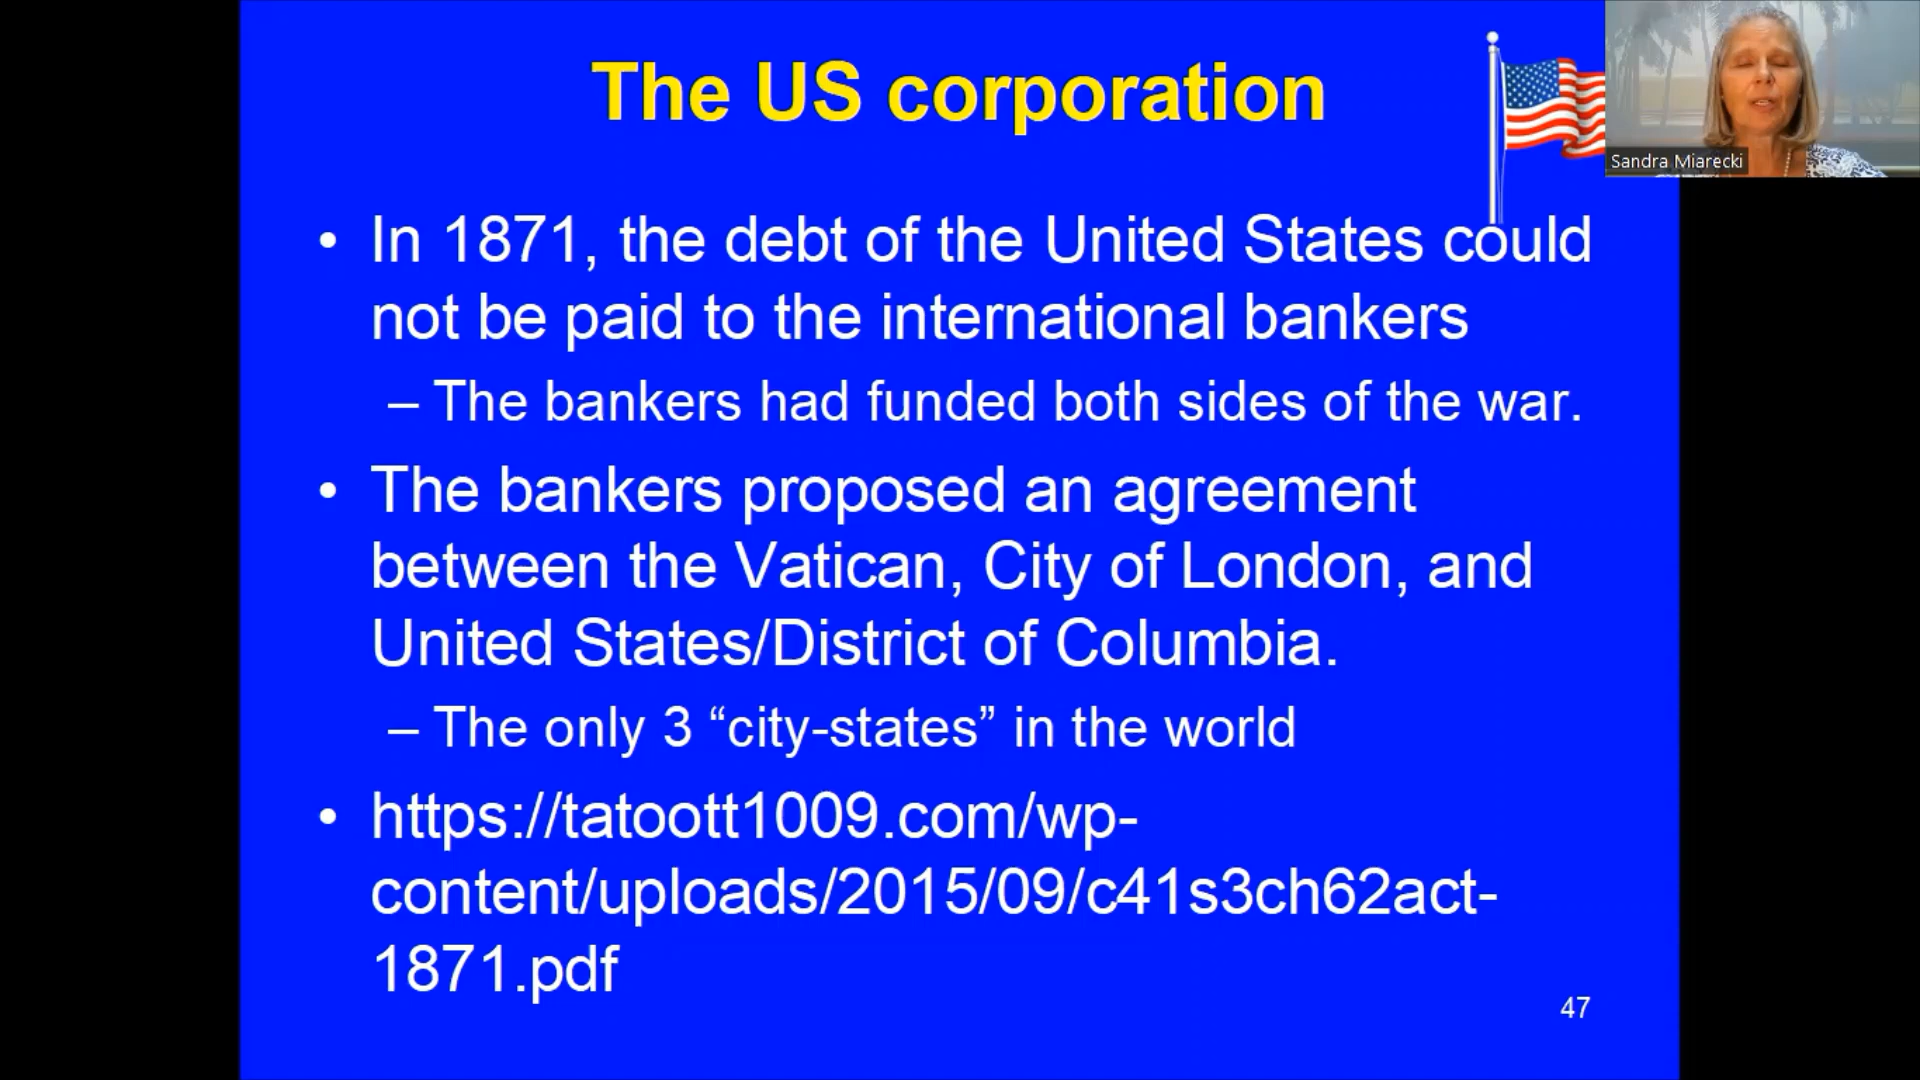 The US corporation
Sandra Miarecki
• In 1871, the debt of the United States could
not be paid to the international bankers
– The bankers had funded both sides of the war.
• The bankers proposed an agreement
between the Vatican, City of London, and
United States/District of Columbia.
– The only 3 “city-states” in the world
• https://tatoott1009.com/wp-
content/uploads/2015/09/c41s3ch62act-
1871.pdf
47